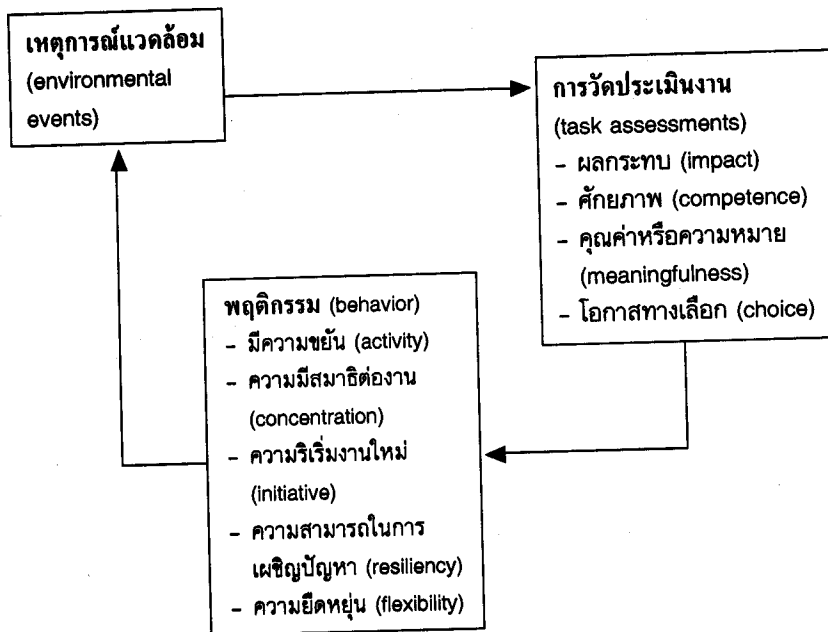 เหตุการณ์แวดล้อม
(environmental
events)
การวัดประเมินงาน
(task assessments)
– ผลกระทบ (impact)
– ศักยภาพ (competence)
– คุณค่าหรือความหมาย
(meaningfulness)
– โอกาสทางเลือก (choice)
พฤติกรรม (behavior)
– มีความขยัน (activity)
– ความมีสมาธิต่องาน
(concentration)
– ความริเริ่มงานใหม่
(initiative)
– ความสามารถในการ
เผชิญปัญหา (resiliency)
– ความยืดหยุ่น (flexibility)